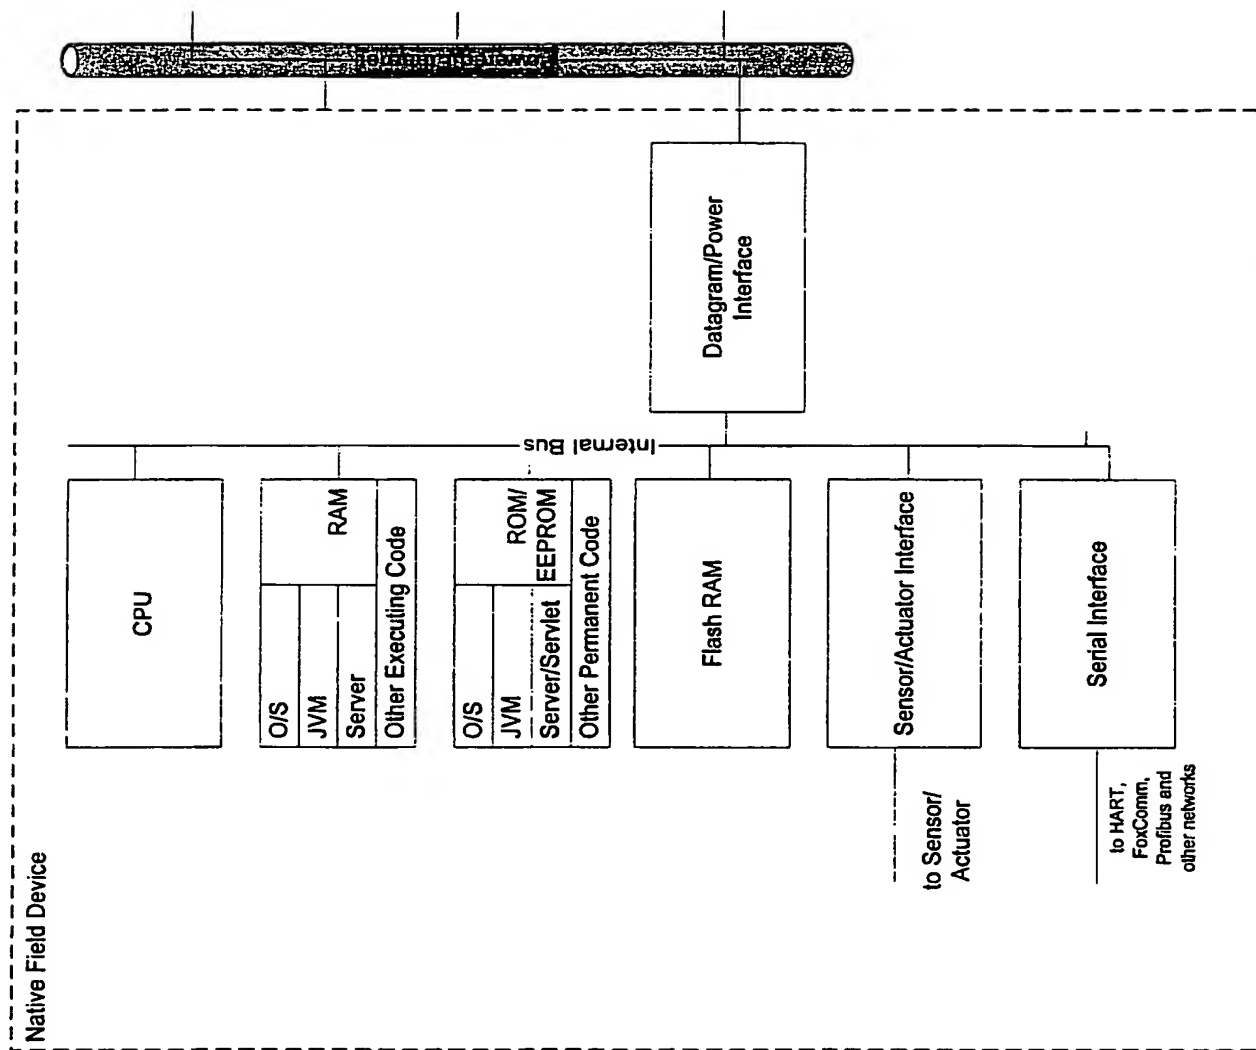 Native Field Device
CPU
O/S
JVM
Server
RAM
Other Executing Code
O/S
JVM
Server/Servlet
ROM/
EEPROM
Other Permanent Code
Flash RAM
Sensor/Actuator Interface
Serial Interface
to Sensor/
Actuator
to HART,
FoxComm,
Profibus and
other networks
Internal Bus
Datagram/Power
Interface
Powered Ethernet